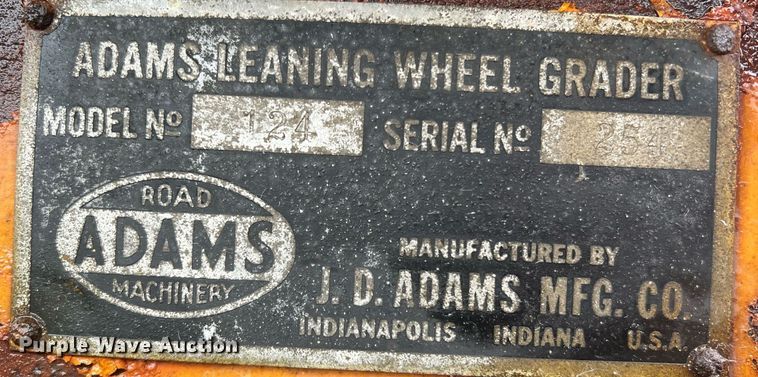 ADAMS LEANING WHEEL GRADER
MODEL Nº 124 SERIAL Nº 254
ROAD
ADAMS
MACHINERY
MANUFACTURED BY
J. D. ADAMS MFG. CO.
INDIANAPOLIS INDIANA U.S.A.
Purple Wave Auction